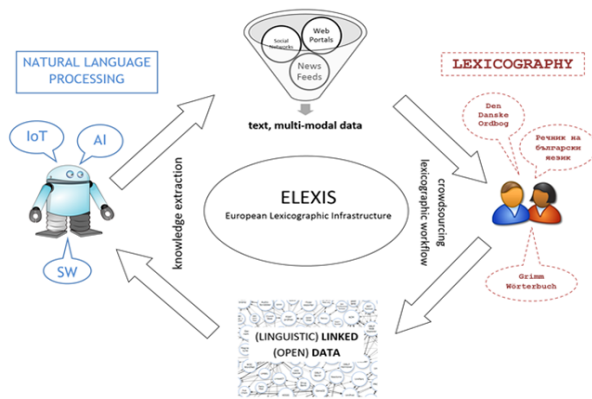 NATURAL LANGUAGE
PROCESSING
Social
Networks
Web
Portals
News
Feeds
LEXICOGRAPHY
text, multi-modal data
IoT
AI
SW
Den
Danske
Ordbog
Речник на
български
език
knowledge extraction
ELEXIS
European Lexicographic Infrastructure
crowdsourcing
lexicographic workflow
Grimm
Wörterbuch
(LINGUISTIC) LINKED
(OPEN) DATA